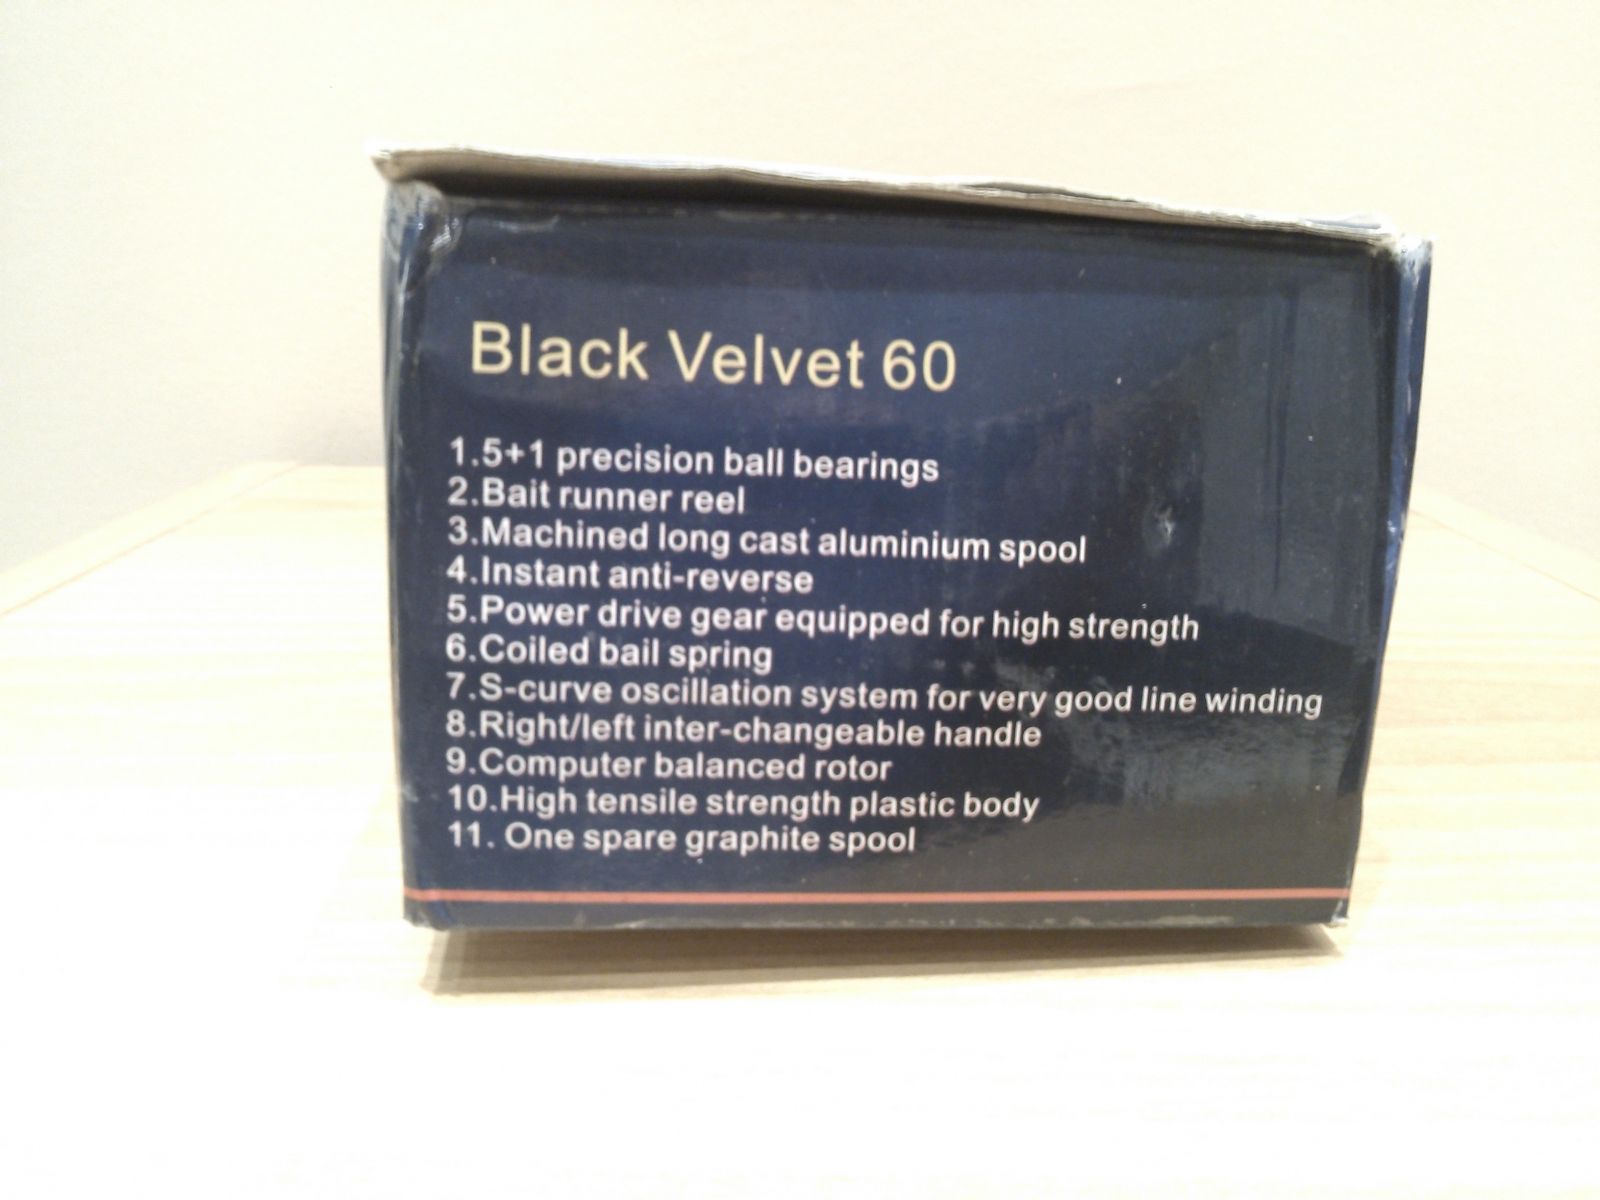 Black Velvet 60
1.5+1 precision ball bearings
2.Bait runner reel
3.Machined long cast aluminium spool
4.Instant anti-reverse
5.Power drive gear equipped for high strength
6.Coiled bail spring
7.S-curve oscillation system for very good line winding
8.Right/left inter-changeable handle
9.Computer balanced rotor
10.High tensile strength plastic body
11. One spare graphite spool